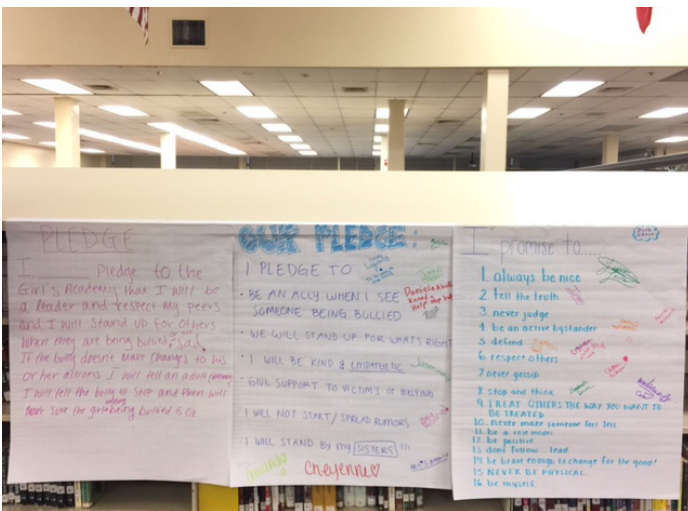 PLEDGE
I ______ Pledge to the
Girl's Academy that I will be
a leader and respect my peers
and I will stand up for others
when they are being bullied sad.
If the bully doesn't make changes to his
or her actions I will tell an adult
I will tell the bully to stop and then will
sure the being bullied is ok
OUR PLEDGE:
I PLEDGE TO
• BE AN ALLY WHEN I SEE
SOMEONE BEING BULLIED
• WE WILL STAND UP FOR WHAT'S RIGHT
• I WILL BE KIND & EMPATHETIC
• GIVE SUPPORT TO VICTIMS OF BULLYING
• I WILL NOT START/SPREAD RUMORS
• I WILL STAND BY my SISTERS !!!
Cheyenne
I promise to.....
1. always be nice
2. tell the truth
3. never judge
4. be an active bystander
5. defend
6. respect others
7. never gossip
8. stop and think
9. TREAT OTHERS THE WAY YOU WANT TO
BE TREATED
10. never make someone feel less
11. be a role model
12. be positive
13. dont follow... lead
14. be brave enough to change for the good!
15. NEVER BE PHYSICAL
16. be myself